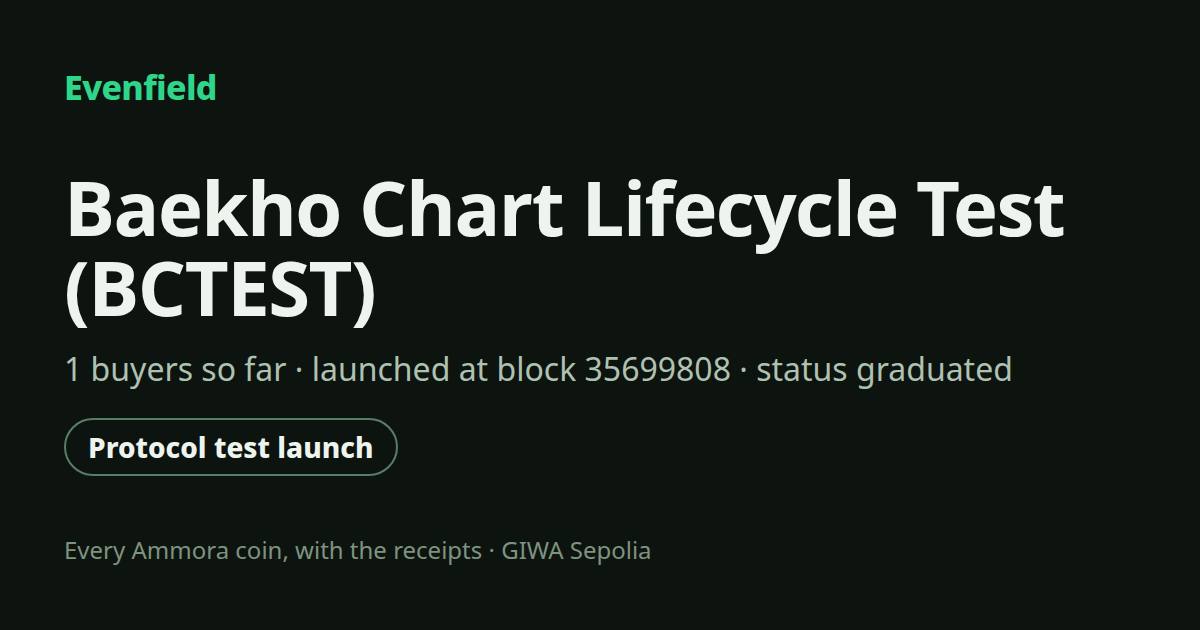 Evenfield
Baekho Chart Lifecycle Test
(BCTEST)
1 buyers so far · launched at block 35699808 · status graduated
Protocol test launch
Every Ammora coin, with the receipts · GIWA Sepolia